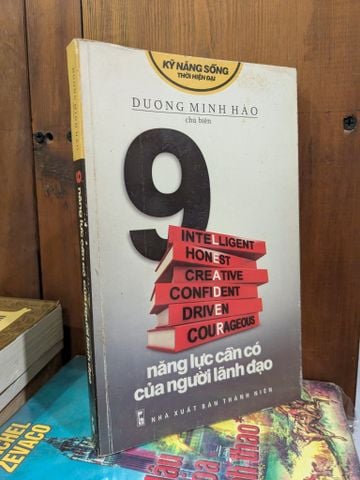 KỸ NĂNG SỐNG
THỜI HIỆN ĐẠI
DƯƠNG MINH HÀO
chủ biên
9
INTELLIGENT
HONEST
CREATIVE
CONFIDENT
DRIVEN
COURAGEOUS
năng lực cần có
của người lãnh đạo
NHÀ XUẤT BẢN THANH NIÊN
ZEVACO